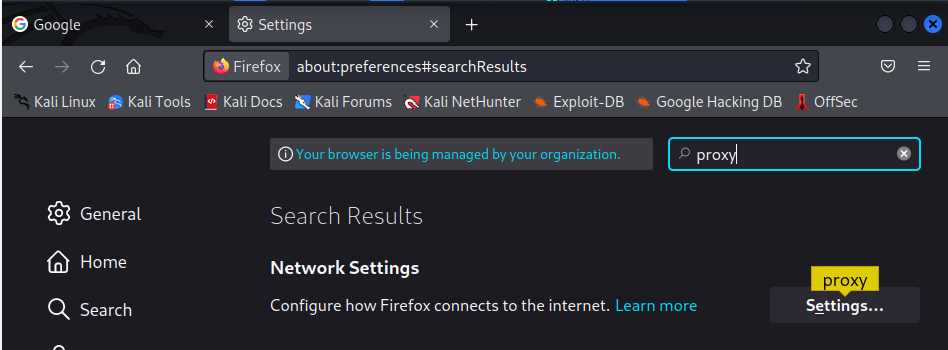 Google
Settings
Firefox about:preferences#searchResults
Kali Linux Kali Tools Kali Docs Kali Forums Kali NetHunter Exploit-DB Google Hacking DB OffSec
Your browser is being managed by your organization.
proxy
General
Search Results
Home
Network Settings
proxy
Search
Configure how Firefox connects to the internet. Learn more
Settings...